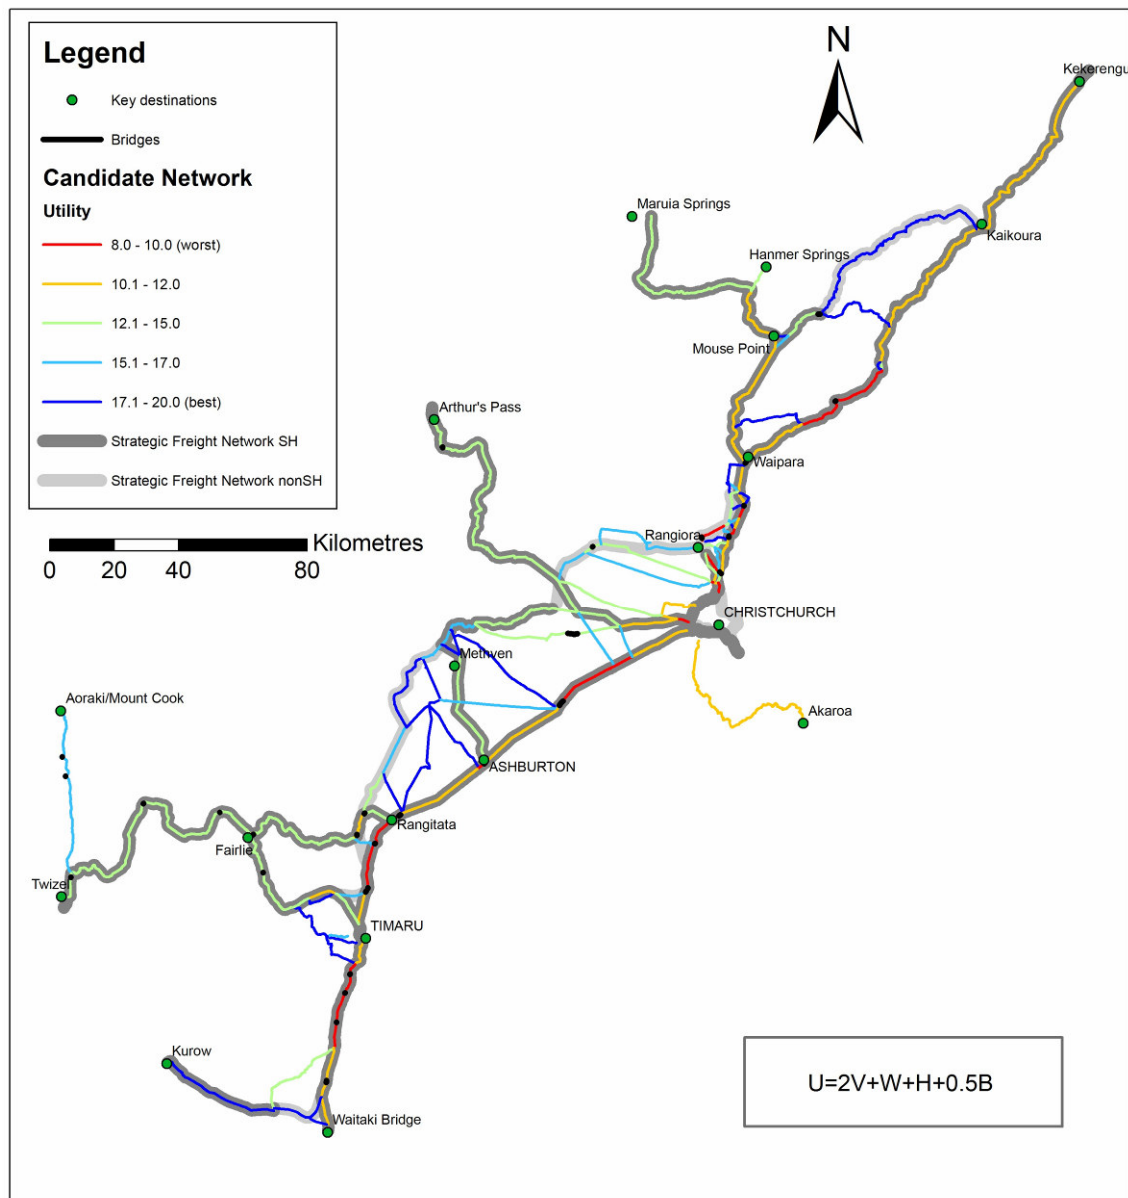 Legend
Key destinations
Bridges
Candidate Network
Utility
8.0 - 10.0 (worst)
10.1 - 12.0
12.1 - 15.0
15.1 - 17.0
17.1 - 20.0 (best)
Strategic Freight Network SH
Strategic Freight Network nonSH
Kilometres
0 20 40 80
N
Kekerengu
Maruia Springs
Kaikoura
Hanmer Springs
Mouse Point
Arthur's Pass
Waipara
Rangiora
CHRISTCHURCH
Methven
Aoraki/Mount Cook
Akaroa
ASHBURTON
Rangitata
Fairlie
Twizel
TIMARU
Kurow
Waitaki Bridge
U=2V+W+H+0.5B